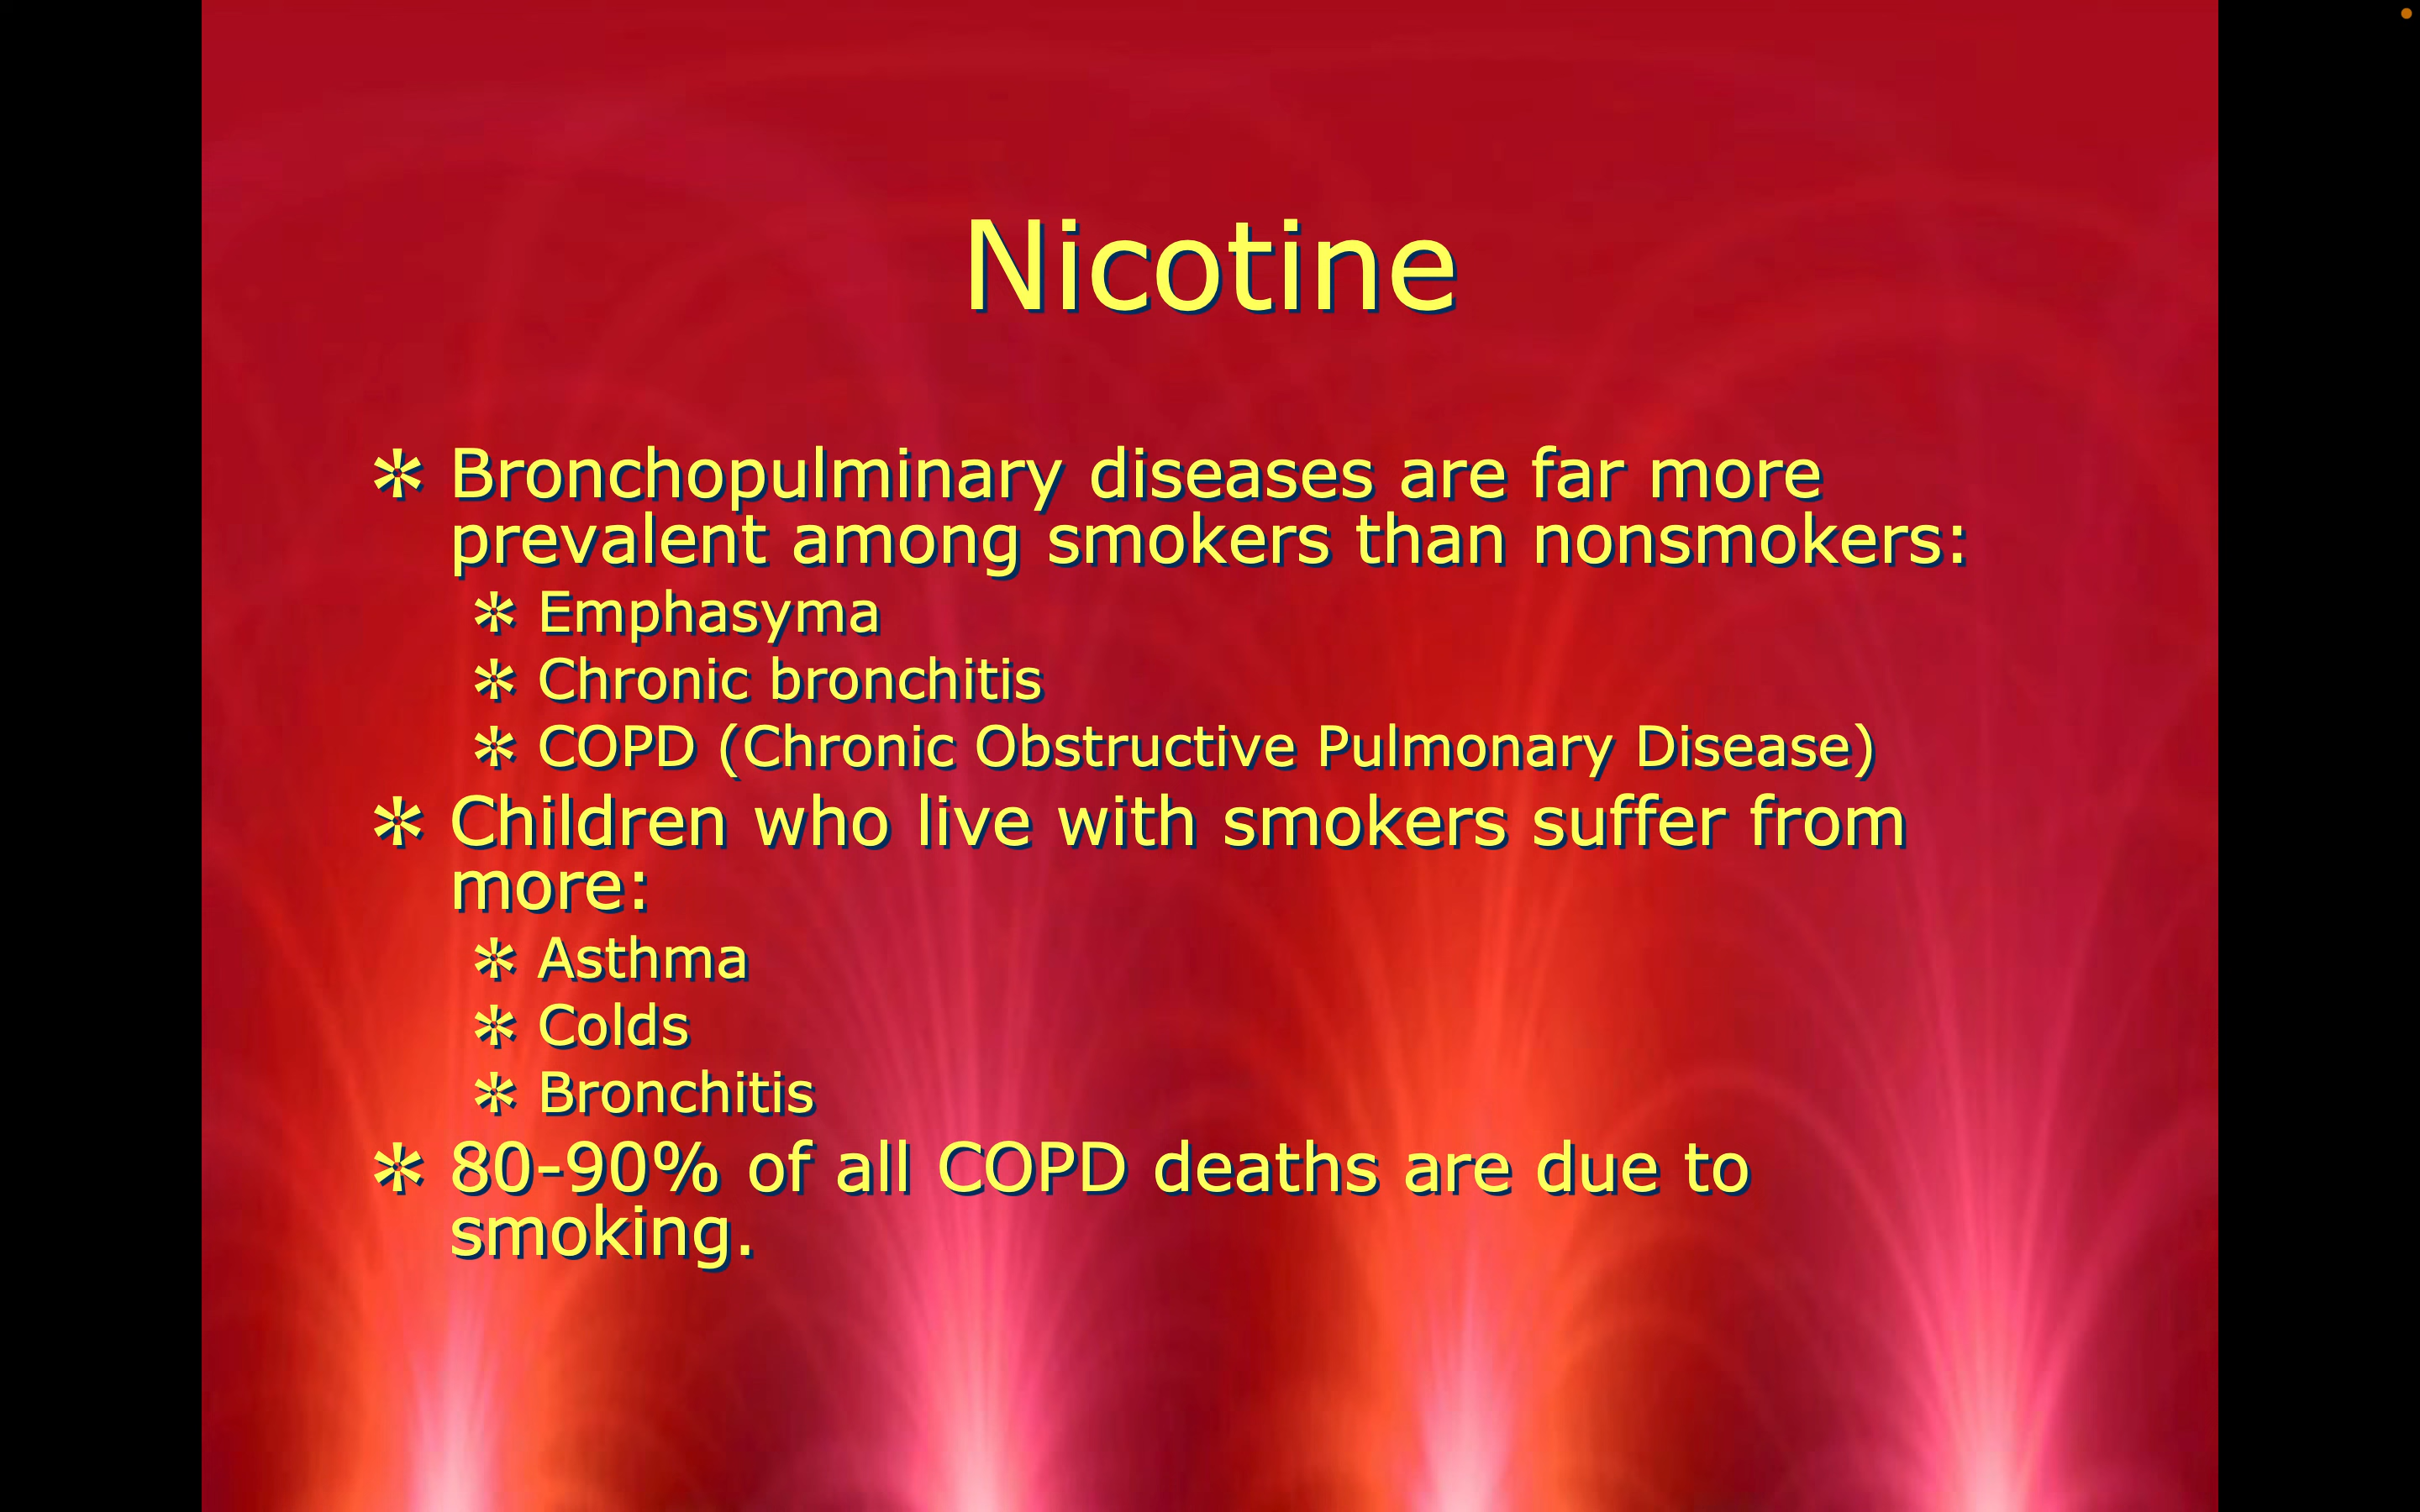 Nicotine
* Bronchopulminary diseases are far more
prevalent among smokers than nonsmokers:
* Emphasyma
* Chronic bronchitis
* COPD (Chronic Obstructive Pulmonary Disease)
* Children who live with smokers suffer from
more:
* Asthma
* Colds
* Bronchitis
* 80-90% of all COPD deaths are due to
smoking.